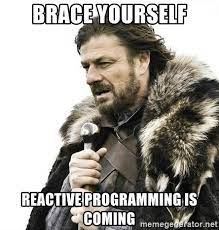 BRACE YOURSELF
REACTIVE PROGRAMMING IS
COMING
memegenerator.net